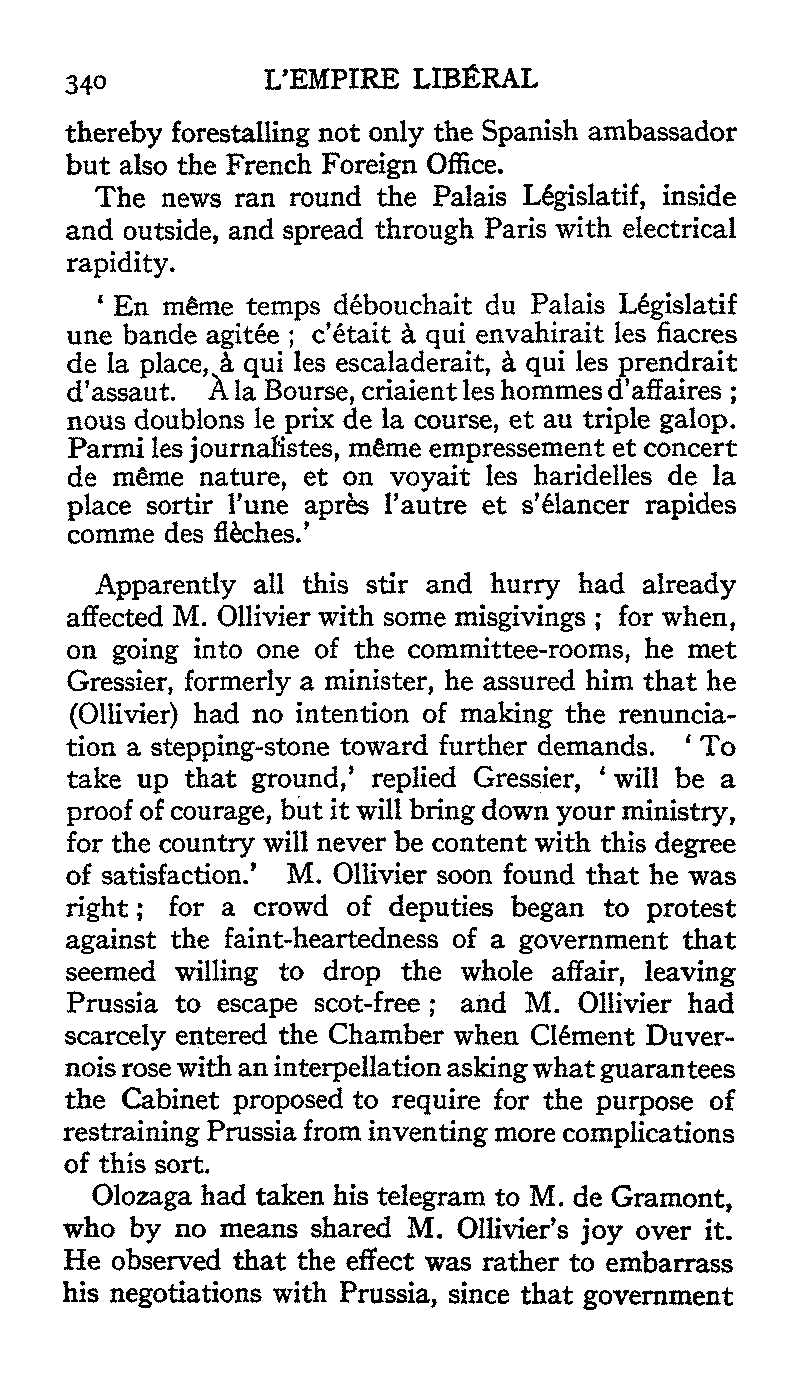 340 L'EMPIRE LIBÉRAL
thereby forestalling not only the Spanish ambassador
but also the French Foreign Office.
The news ran round the Palais Législatif, inside
and outside, and spread through Paris with electrical
rapidity.
‘ En même temps débouchait du Palais Législatif
une bande agitée ; c'était à qui envahirait les fiacres
de la place, à qui les escaladerait, à qui les prendrait
d'assaut. À la Bourse, criaient les hommes d'affaires ;
nous doublons le prix de la course, et au triple galop.
Parmi les journalistes, même empressement et concert
de même nature, et on voyait les haridelles de la
place sortir l'une après l'autre et s'élancer rapides
comme des flèches.’
Apparently all this stir and hurry had already
affected M. Ollivier with some misgivings ; for when,
on going into one of the committee-rooms, he met
Gressier, formerly a minister, he assured him that he
(Ollivier) had no intention of making the renuncia-
tion a stepping-stone toward further demands. ‘ To
take up that ground,’ replied Gressier, ‘ will be a
proof of courage, but it will bring down your ministry,
for the country will never be content with this degree
of satisfaction.’ M. Ollivier soon found that he was
right ; for a crowd of deputies began to protest
against the faint-heartedness of a government that
seemed willing to drop the whole affair, leaving
Prussia to escape scot-free ; and M. Ollivier had
scarcely entered the Chamber when Clément Duver-
nois rose with an interpellation asking what guarantees
the Cabinet proposed to require for the purpose of
restraining Prussia from inventing more complications
of this sort.
Olozaga had taken his telegram to M. de Gramont,
who by no means shared M. Ollivier's joy over it.
He observed that the effect was rather to embarrass
his negotiations with Prussia, since that government